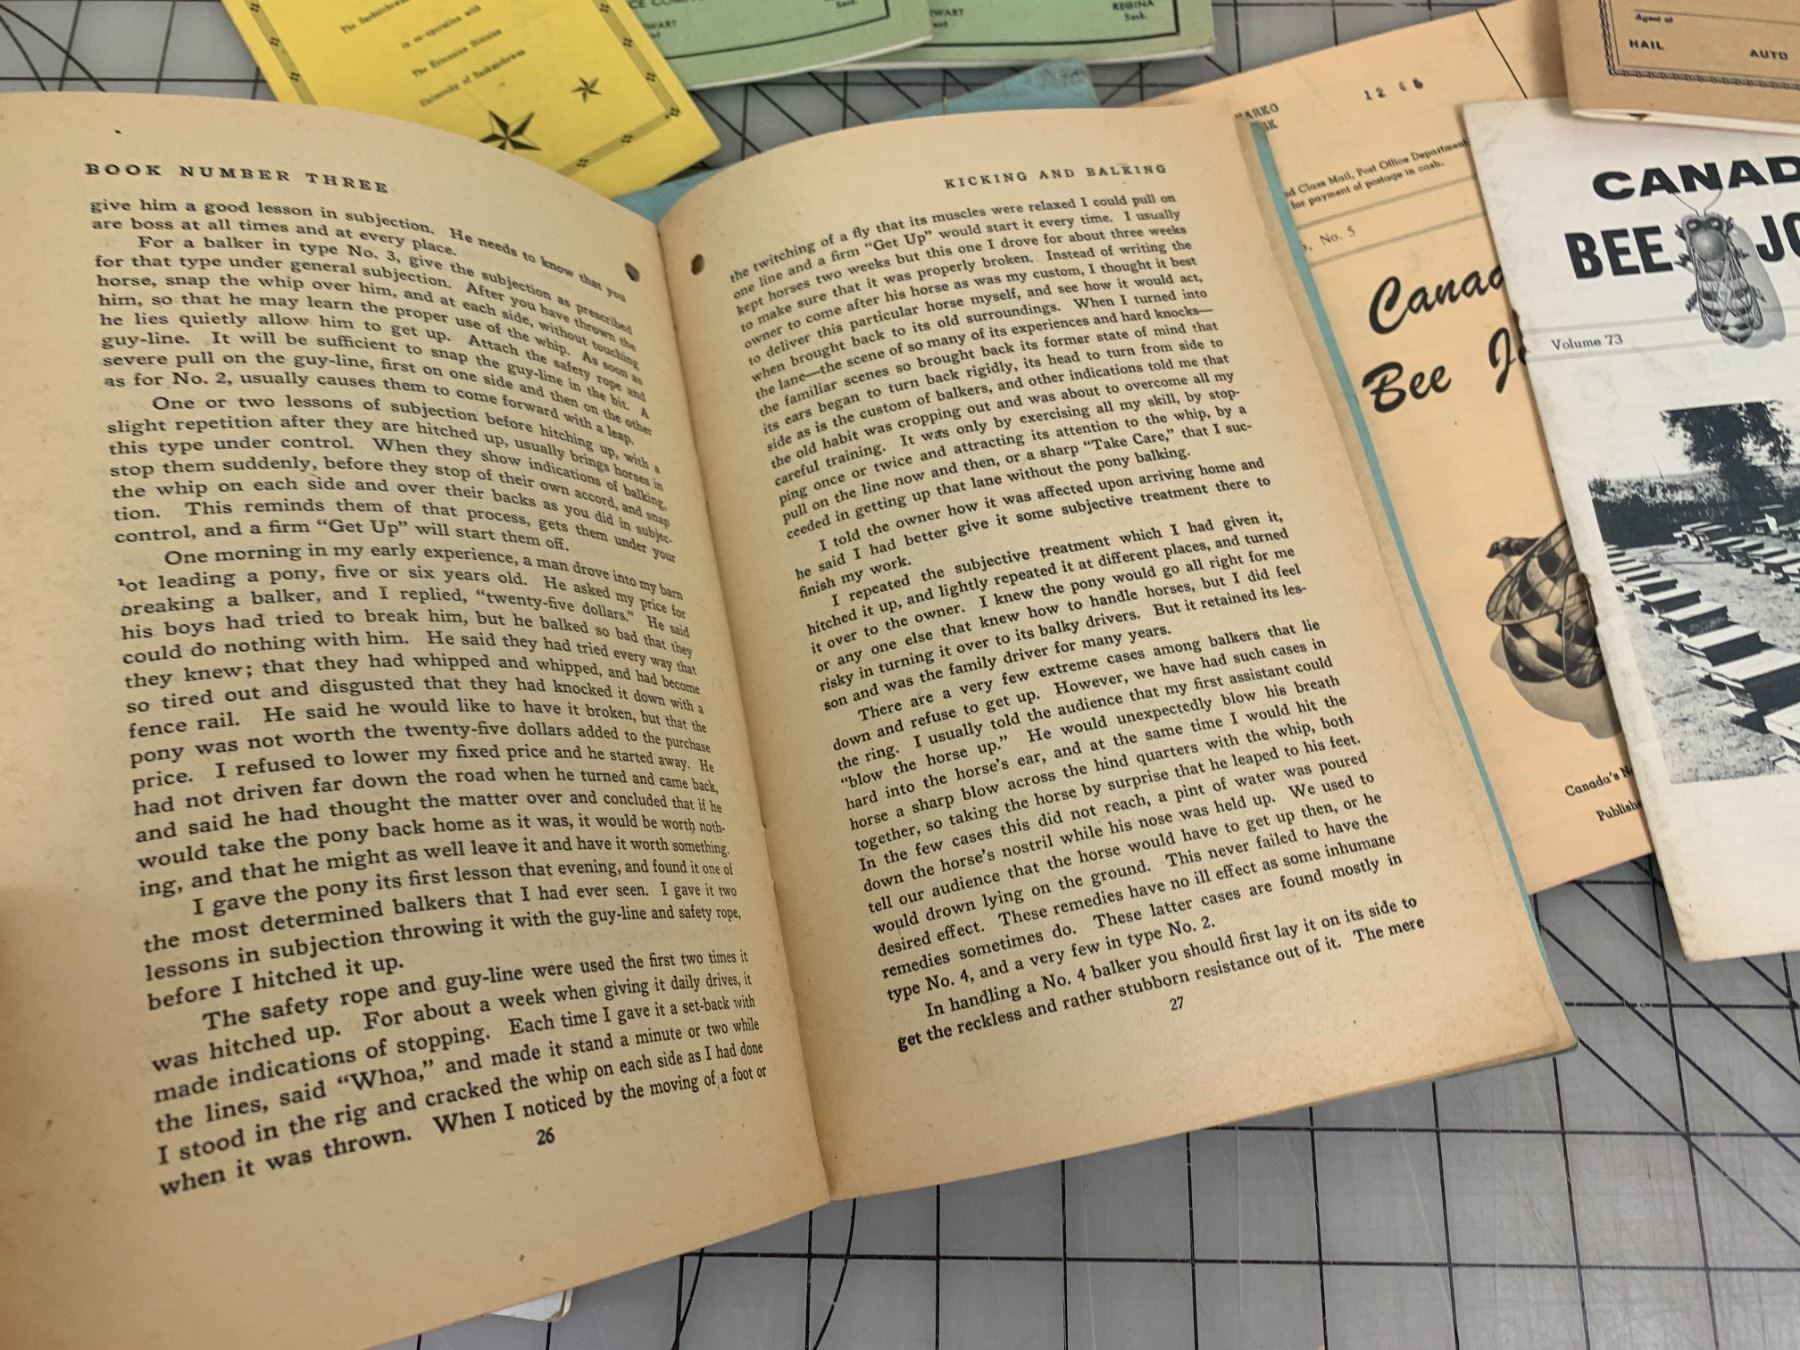 BOOK NUMBER THREE
give him a good lesson in subjection. He needs to know that you
are boss at all times and at every place.
For a balker in type No. 3, give the subjection as prescribed
for that type under general subjection. After you have thrown the
horse, snap the whip over him, and at each side, without touching
him, so that he may learn the proper use of the whip. As soon as
he lies quietly allow him to get up. Attach the safety rope and
guy-line. It will be sufficient to snap the guy-line in the bit. A
severe pull on the guy-line, first on one side and then on the other
as for No. 2, usually causes them to come forward with a leap.
One or two lessons of subjection before hitching up, with a
slight repetition after they are hitched up, usually brings horses in
this type under control. When they show indications of balking,
stop them suddenly, before they stop of their own accord, and snap
the whip on each side and over their backs as you did in subjec-
tion. This reminds them of that process, gets them under your
control, and a firm "Get Up" will start them off.
One morning in my early experience, a man drove into my barn
lot leading a pony, five or six years old. He asked my price for
breaking a balker, and I replied, "twenty-five dollars." He said
his boys had tried to break him, but he balked so bad that they
could do nothing with him. He said they had tried every way that
they knew; that they had whipped and whipped, and had become
so tired out and disgusted that they had knocked it down with a
fence rail. He said he would like to have it broken, but that the
pony was not worth the twenty-five dollars added to the purchase
price. I refused to lower my fixed price and he started away. He
had not driven far down the road when he turned and came back,
and said he had thought the matter over and concluded that if he
would take the pony back home as it was, it would be worth noth-
ing, and that he might as well leave it and have it worth something.
I gave the pony its first lesson that evening, and found it one of
the most determined balkers that I had ever seen. I gave it two
lessons in subjection throwing it with the guy-line and safety rope,
before I hitched it up.
The safety rope and guy-line were used the first two times it
was hitched up. For about a week when giving it daily drives, it
made indications of stopping. Each time I gave it a set-back with
the lines, said "Whoa," and made it stand a minute or two while
I stood in the rig and cracked the whip on each side as I had done
when it was thrown. When I noticed by the moving of a foot or
26
KICKING AND BALKING
the twitching of a fly that its muscles were relaxed I could pull on
one line and a firm "Get Up" would start it every time. I usually
kept horses two weeks but this one I drove for about three weeks
to make sure that it was properly broken. Instead of writing the
owner to come after his horse as was my custom, I thought it best
to deliver this particular horse myself, and see how it would act,
when brought back to its old surroundings. When I turned into
the lane—the scene of so many of its experiences and hard knocks—
the familiar scenes so brought back its former state of mind that
its ears began to turn back rigidly, its head to turn from side to
side as is the custom of balkers, and other indications told me that
the old habit was cropping out and was about to overcome all my
careful training. It was only by exercising all my skill, by stop-
ping once or twice and attracting its attention to the whip, by a
pull on the line now and then, or a sharp "Take Care," that I suc-
ceeded in getting up that lane without the pony balking.
I told the owner how it was affected upon arriving home and
he said I had better give it some subjective treatment there to
finish my work.
I repeated the subjective treatment which I had given it,
hitched it up, and lightly repeated it at different places, and turned
it over to the owner. I knew the pony would go all right for me
or any one else that knew how to handle horses, but I did feel
risky in turning it over to its balky drivers. But it retained its les-
son and was the family driver for many years.
There are a very few extreme cases among balkers that lie
down and refuse to get up. However, we have had such cases in
the ring. I usually told the audience that my first assistant could
"blow the horse up." He would unexpectedly blow his breath
hard into the horse's ear, and at the same time I would hit the
horse a sharp blow across the hind quarters with the whip, both
together, so taking the horse by surprise that he leaped to his feet.
In the few cases this did not reach, a pint of water was poured
down the horse's nostril while his nose was held up. We used to
tell our audience that the horse would have to get up then, or he
would drown lying on the ground. This never failed to have the
desired effect. These remedies have no ill effect as some inhumane
remedies sometimes do. These latter cases are found mostly in
type No. 4, and a very few in type No. 2.
In handling a No. 4 balker you should first lay it on its side to
get the reckless and rather stubborn resistance out of it. The mere
27
The Saskatchewan
in co-operation with
The Extension Division
University of Saskatchewan
REGINA
Sask.
d Class Mail, Post Office Department
for payment of postage in cash.
No. 5
Bee
Canada's
CANAD
BEE JO
Volume 73
Agent at
HAIL AUTO